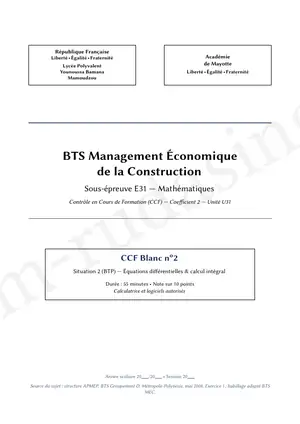 République Française
Liberté • Égalité • Fraternité
Lycée Polyvalent
Younoussa Bamana
Mamoudzou
Académie
de Mayotte
Liberté • Égalité • Fraternité
BTS Management Économique
de la Construction
Sous-épreuve E31 — Mathématiques
Contrôle en Cours de Formation (CCF) — Coefficient 2 — Unité U31
CCF Blanc n°2
Situation 2 (BTP) — Équations différentielles & calcul intégral
Durée : 55 minutes • Note sur 10 points
Calculatrice et logiciels autorisés
Année scolaire 20___/20___ • Session 20___
Source du sujet : structure APMEP, BTS Groupement D, Métropole-Polynésie, mai 2016, Exercice 1 ; habillage adapté BTS
MEC.